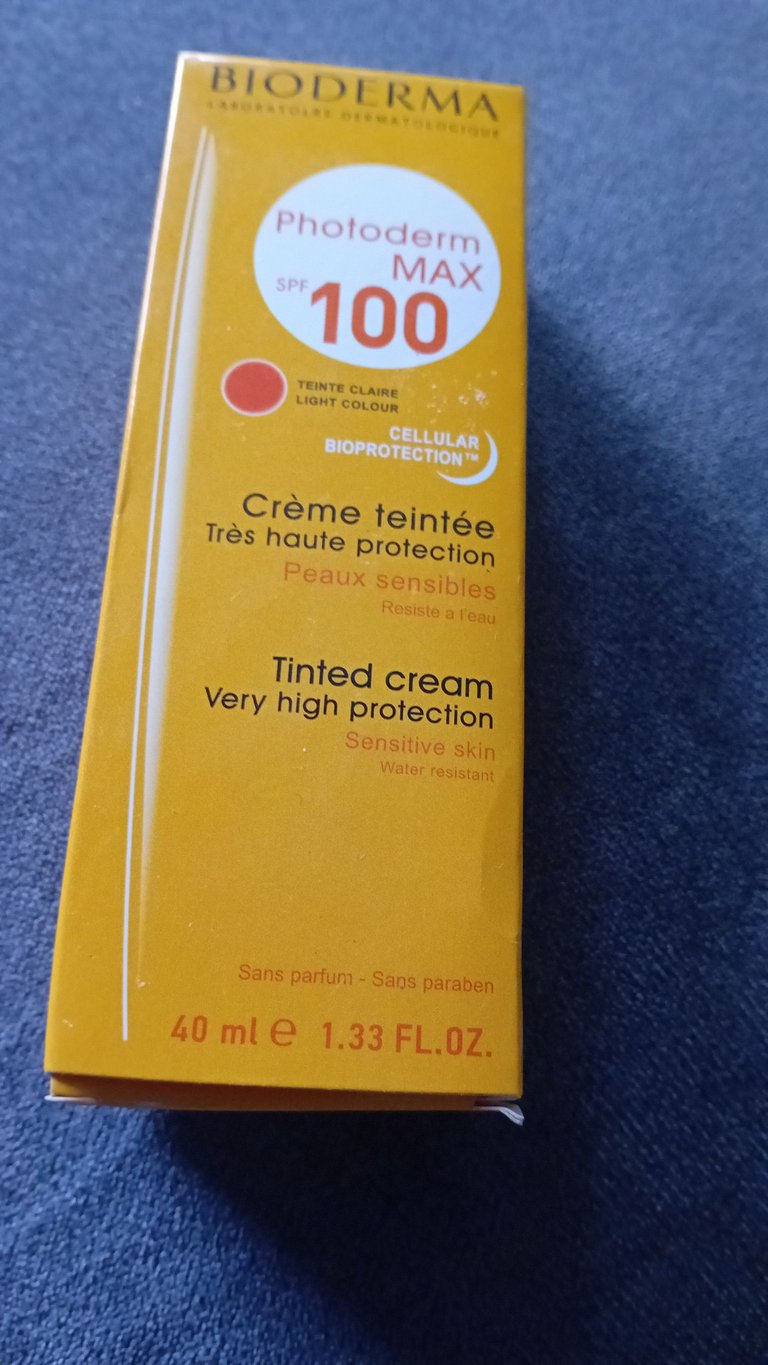 BIODERMA
LABORATOIRE DERMATOLOGIQUE
Photoderm
MAX
SPF 100
TEINTE CLAIRE
LIGHT COLOUR
CELLULAR
BIOPROTECTION™
Crème teintée
Très haute protection
Peaux sensibles
Resiste a l'eau
Tinted cream
Very high protection
Sensitive skin
Water resistant
Sans parfum - Sans paraben
40 ml e 1.33 FL.OZ.